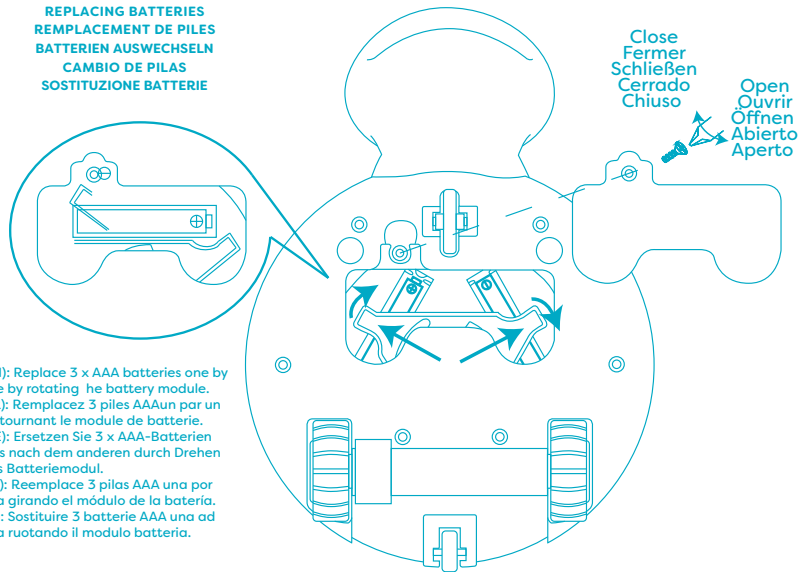 REPLACING BATTERIES
REMPLACEMENT DE PILES
BATTERIEN AUSWECHSELN
CAMBIO DE PILAS
SOSTITUZIONE BATTERIE
Close
Fermer
Schließen
Cerrado
Chiuso
Open
Ouvrir
Öffnen
Abierto
Aperto
): Replace 3 x AAA batteries one by
by rotating he battery module.
): Remplacez 3 piles AAAun par un
tournant le module de batterie.
): Ersetzen Sie 3 x AAA-Batterien
nach dem anderen durch Drehen
Batteriemodul.
): Reemplace 3 pilas AAA una por
girando el módulo de la batería.
: Sostituire 3 batterie AAA una ad
ruotando il modulo batteria.